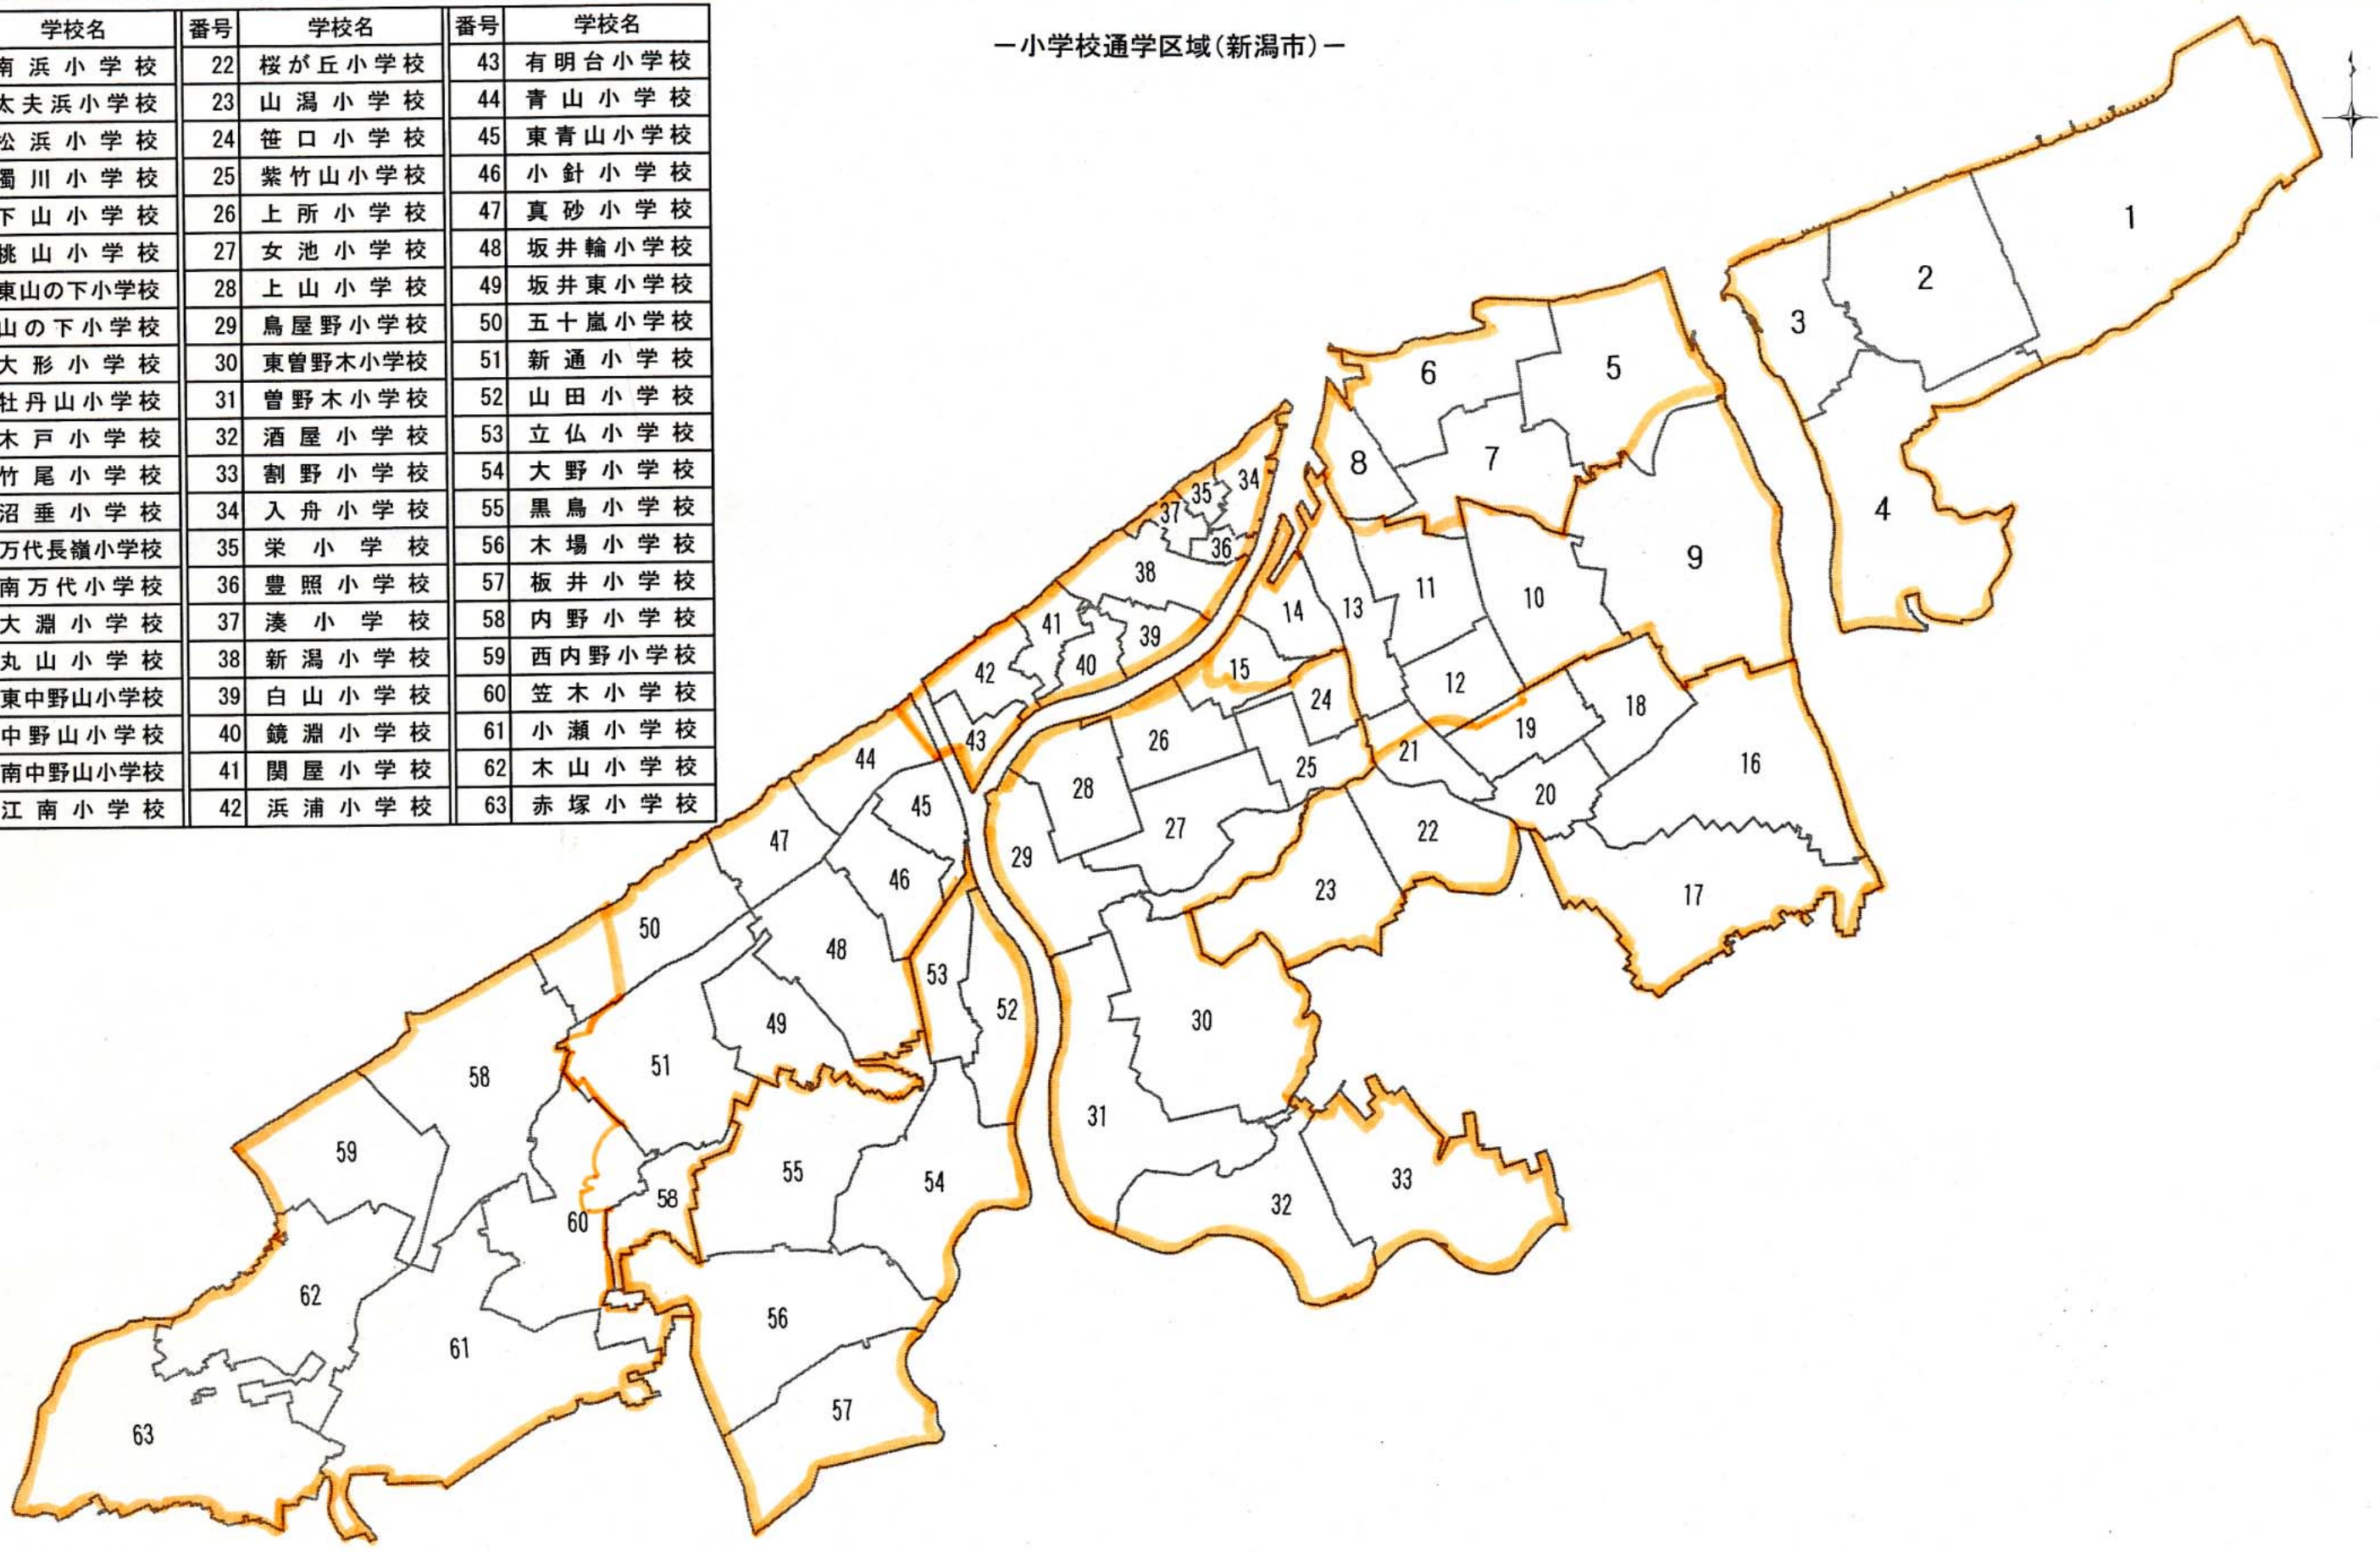 学校名 番号 学校名 番号 学校名
南浜小学校 22 桜が丘小学校 43 有明台小学校
太夫浜小学校 23 山潟小学校 44 青山小学校
松浜小学校 24 笹口小学校 45 東青山小学校
濁川小学校 25 紫竹山小学校 46 小針小学校
下山小学校 26 上所小学校 47 真砂小学校
桃山小学校 27 女池小学校 48 坂井輪小学校
東山の下小学校 28 上山小学校 49 坂井東小学校
山の下小学校 29 鳥屋野小学校 50 五十嵐小学校
大形小学校 30 東曽野木小学校 51 新通小学校
牡丹山小学校 31 曽野木小学校 52 山田小学校
木戸小学校 32 酒屋小学校 53 立仏小学校
竹尾小学校 33 割野小学校 54 大野小学校
沼垂小学校 34 入舟小学校 55 黒鳥小学校
万代長嶺小学校 35 栄小学校 56 木場小学校
南万代小学校 36 豊照小学校 57 板井小学校
大淵小学校 37 湊小学校 58 内野小学校
丸山小学校 38 新潟小学校 59 西内野小学校
東中野山小学校 39 白山小学校 60 笠木小学校
中野山小学校 40 鏡淵小学校 61 小瀬小学校
南中野山小学校 41 関屋小学校 62 木山小学校
江南小学校 42 浜浦小学校 63 赤塚小学校
－小学校通学区域（新潟市）－
1
2
3
4
5
6
7
8
9
10
11
12
13
14
15
16
17
18
19
20
21
22
23
24
25
26
27
28
29
30
31
32
33
34
35
36
37
38
39
40
41
42
43
44
45
46
47
48
49
50
51
52
53
54
55
56
57
58
58
59
60
61
62
63